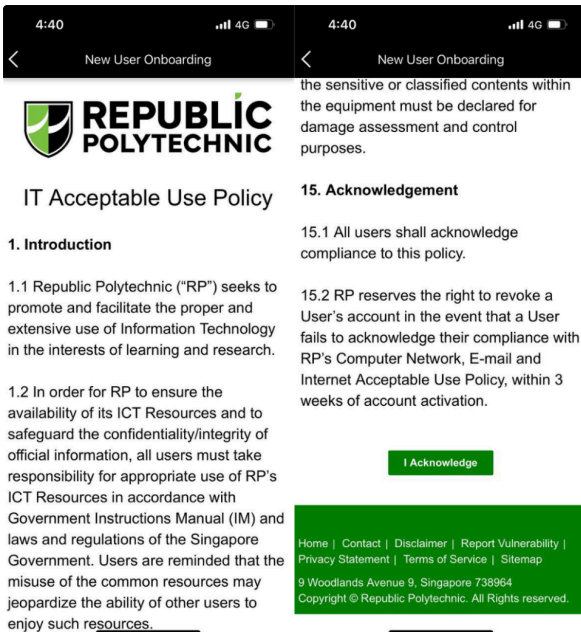 4:40
4G
New User Onboarding
REPUBLIC
POLYTECHNIC
IT Acceptable Use Policy
1. Introduction
1.1 Republic Polytechnic (“RP”) seeks to
promote and facilitate the proper and
extensive use of Information Technology
in the interests of learning and research.
1.2 In order for RP to ensure the
availability of its ICT Resources and to
safeguard the confidentiality/integrity of
official information, all users must take
responsibility for appropriate use of RP’s
ICT Resources in accordance with
Government Instructions Manual (IM) and
laws and regulations of the Singapore
Government. Users are reminded that the
misuse of the common resources may
jeopardize the ability of other users to
enjoy such resources.
4:40
4G
New User Onboarding
the sensitive or classified contents within
the equipment must be declared for
damage assessment and control
purposes.
15. Acknowledgement
15.1 All users shall acknowledge
compliance to this policy.
15.2 RP reserves the right to revoke a
User’s account in the event that a User
fails to acknowledge their compliance with
RP’s Computer Network, E-mail and
Internet Acceptable Use Policy, within 3
weeks of account activation.
I Acknowledge
Home | Contact | Disclaimer | Report Vulnerability |
Privacy Statement | Terms of Service | Sitemap
9 Woodlands Avenue 9, Singapore 738964
Copyright © Republic Polytechnic. All Rights reserved.